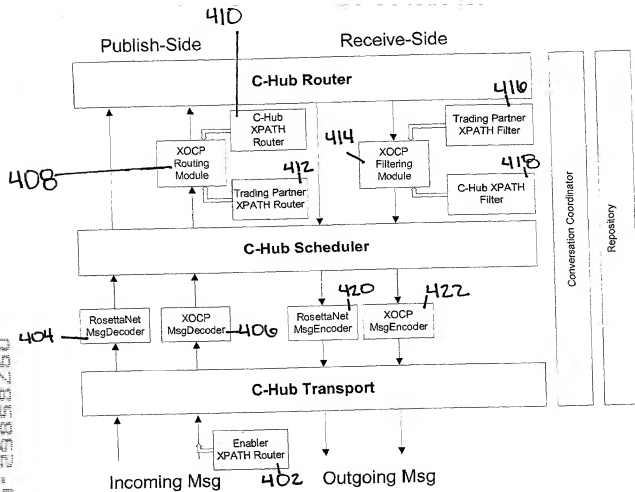 410
Publish-Side
Receive-Side
C-Hub Router
416
C-Hub
XPATH
Router
Trading Partner
XPATH Filter
414
XOCP
Routing
Module
XOCP
Filtering
Module
408
412
418
Trading Partner
XPATH Router
C-Hub XPATH
Filter
C-Hub Scheduler
Conversation Coordinator
Repository
420
422
RosettaNet
MsgDecoder
XOCP
MsgDecoder
RosettaNet
MsgEncoder
XOCP
MsgEncoder
404
406
C-Hub Transport
Enabler
XPATH Router
402
Incoming Msg
Outgoing Msg